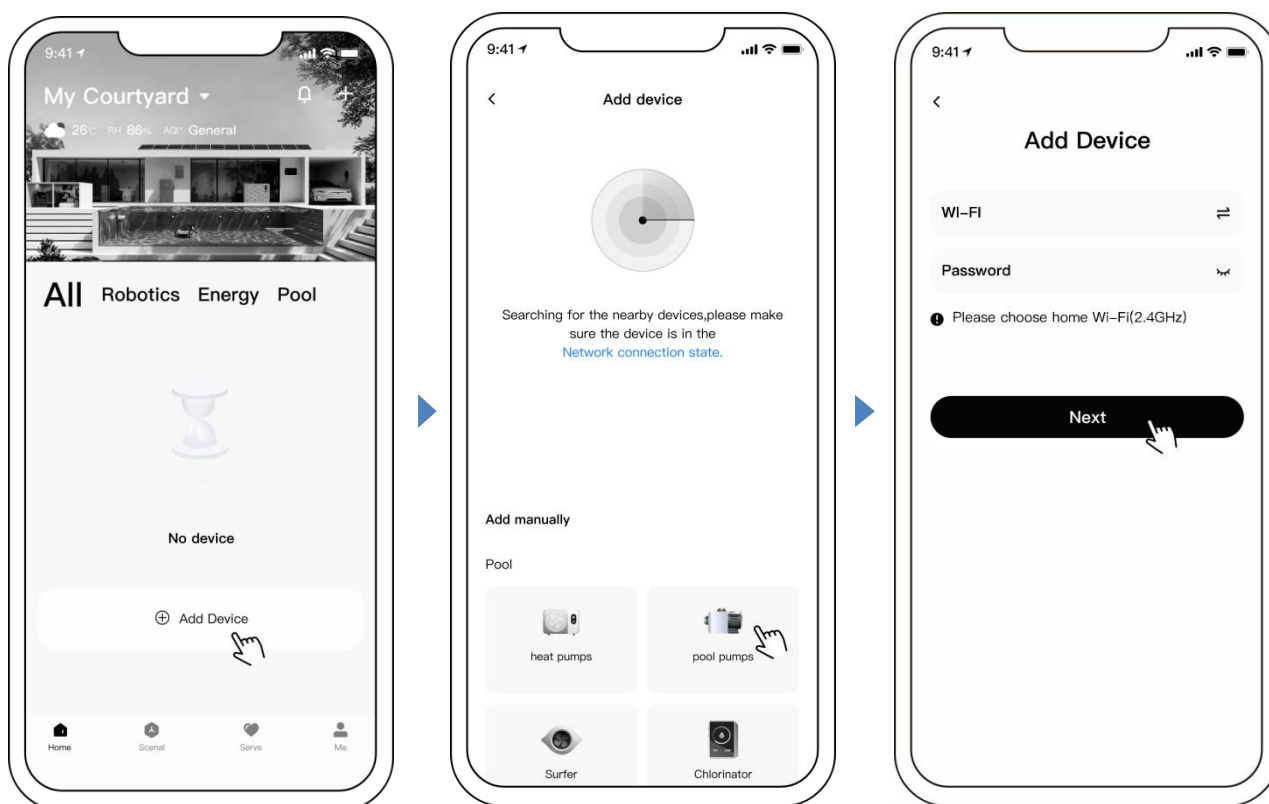 9:41
My Courtyard
26°C RH 86% AQI General
All Robotics Energy Pool
No device
Add Device
Home Scenal Serve Me
9:41
Add device
Searching for the nearby devices,please make
sure the device is in the
Network connection state.
Add manually
Pool
heat pumps pool pumps
Surfer Chlorinator
9:41
Add Device
WI-FI
Password
Please choose home Wi-Fi(2.4GHz)
Next